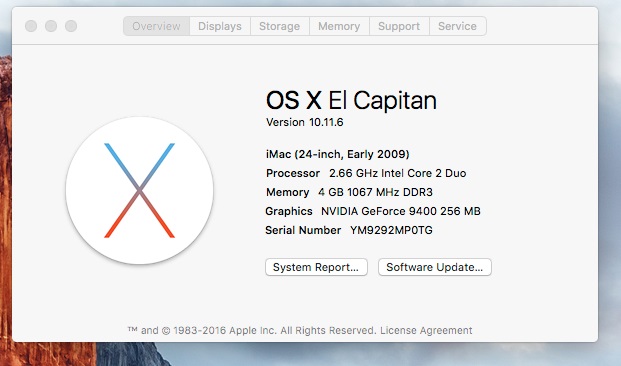 Overview Displays Storage Memory Support Service
OS X El Capitan
Version 10.11.6
iMac (24-inch, Early 2009)
Processor 2.66 GHz Intel Core 2 Duo
Memory 4 GB 1067 MHz DDR3
Graphics NVIDIA GeForce 9400 256 MB
Serial Number YM9292MP0TG
System Report... Software Update...
™ and © 1983-2016 Apple Inc. All Rights Reserved. License Agreement